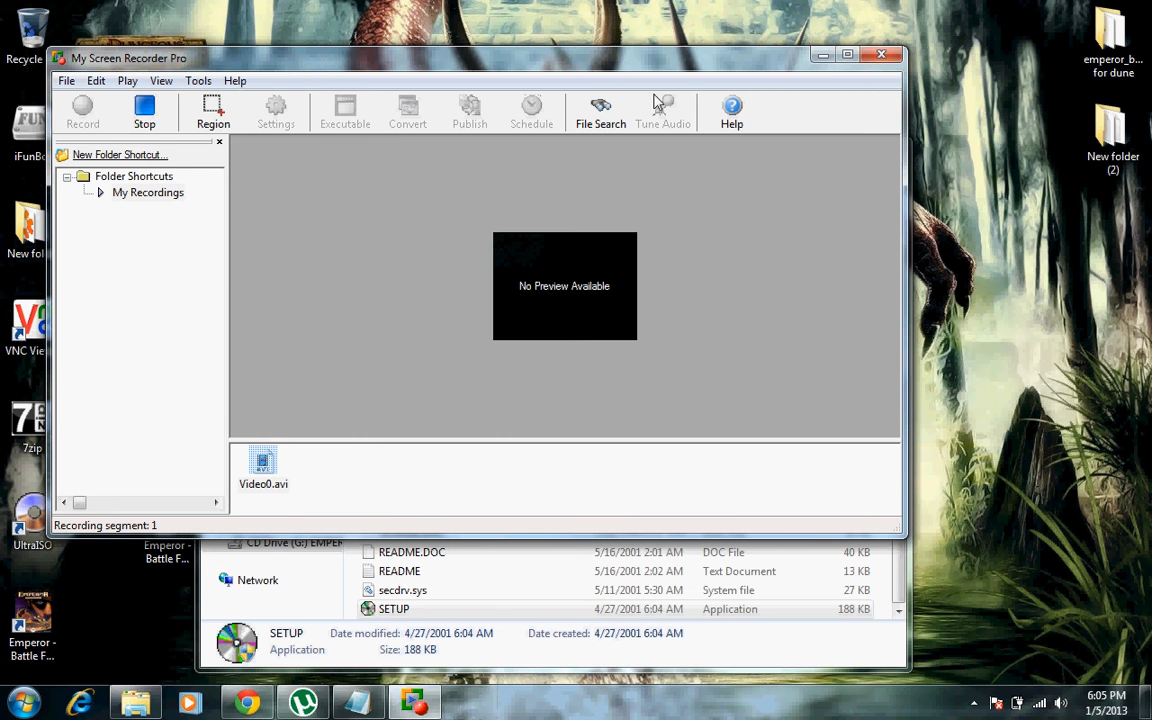 Recycle
iFunBo
New fol
VNC Vie
7zip
UltraISO
Emperor -
Battle F...
Emperor -
Battle F...
emperor_b...
for dune
New folder
(2)
My Screen Recorder Pro
File Edit Play View Tools Help
Record Stop Region Settings Executable Convert Publish Schedule File Search Tune Audio Help
New Folder Shortcut...
Folder Shortcuts
My Recordings
No Preview Available
Video0.avi
Recording segment: 1
CD Drive (G:) EMPER
Network
README.DOC 5/16/2001 2:01 AM DOC File 40 KB
README 5/16/2001 2:02 AM Text Document 13 KB
secdrv.sys 5/11/2001 5:30 AM System file 27 KB
SETUP 4/27/2001 6:04 AM Application 188 KB
SETUP Date modified: 4/27/2001 6:04 AM Date created: 4/27/2001 6:04 AM
Application Size: 188 KB
6:05 PM
1/5/2013